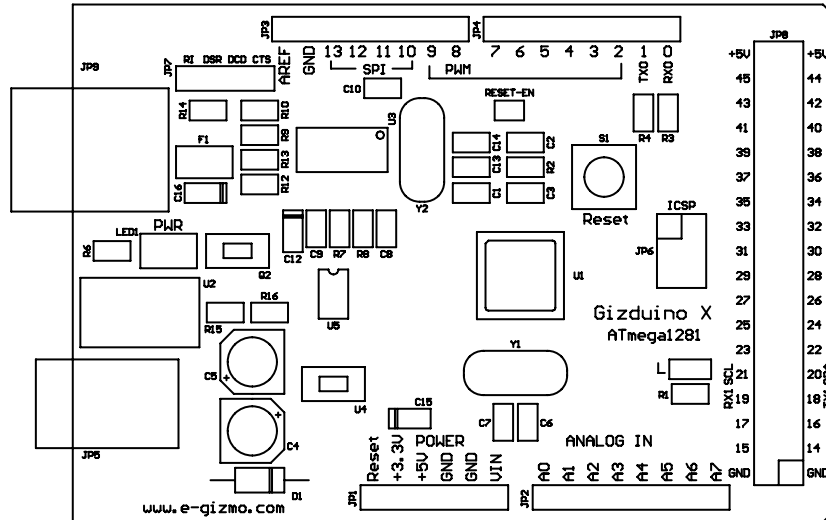 JP3
JP4
JP8
JP9
JP7
RI DSR DCD CTS
AREF
GND
13 12 11 10
9 8
7 6 5 4 3 2 1 0
SPI
PWM
TX0
RX0
+5V
+5V
C10
RESET-EN
45
44
R14
R10
43
42
U3
F1
R9
C14
C2
S1
R4
R3
41
40
R13
C13
R2
39
38
C16
R12
37
36
C1
C3
Y2
Reset
ICSP
35
34
LED1
PWR
33
32
R6
Q2
C12
C9
R7
R8
C8
JP6
31
30
U2
U1
29
28
R15
R16
U5
Gizduino X
27
26
ATmega1281
25
24
Y1
23
22
C5
L
21
SCL
20
U4
R1
RX1
19
18
C15
C7
C6
17
16
JP5
C4
POWER
ANALOG IN
15
14
Reset
+3.3V
+5V
GND
GND
VIN
A0
A1
A2
A3
A4
A5
A6
A7
GND
GND
D1
JP1
JP2
www.e-gizmo.com